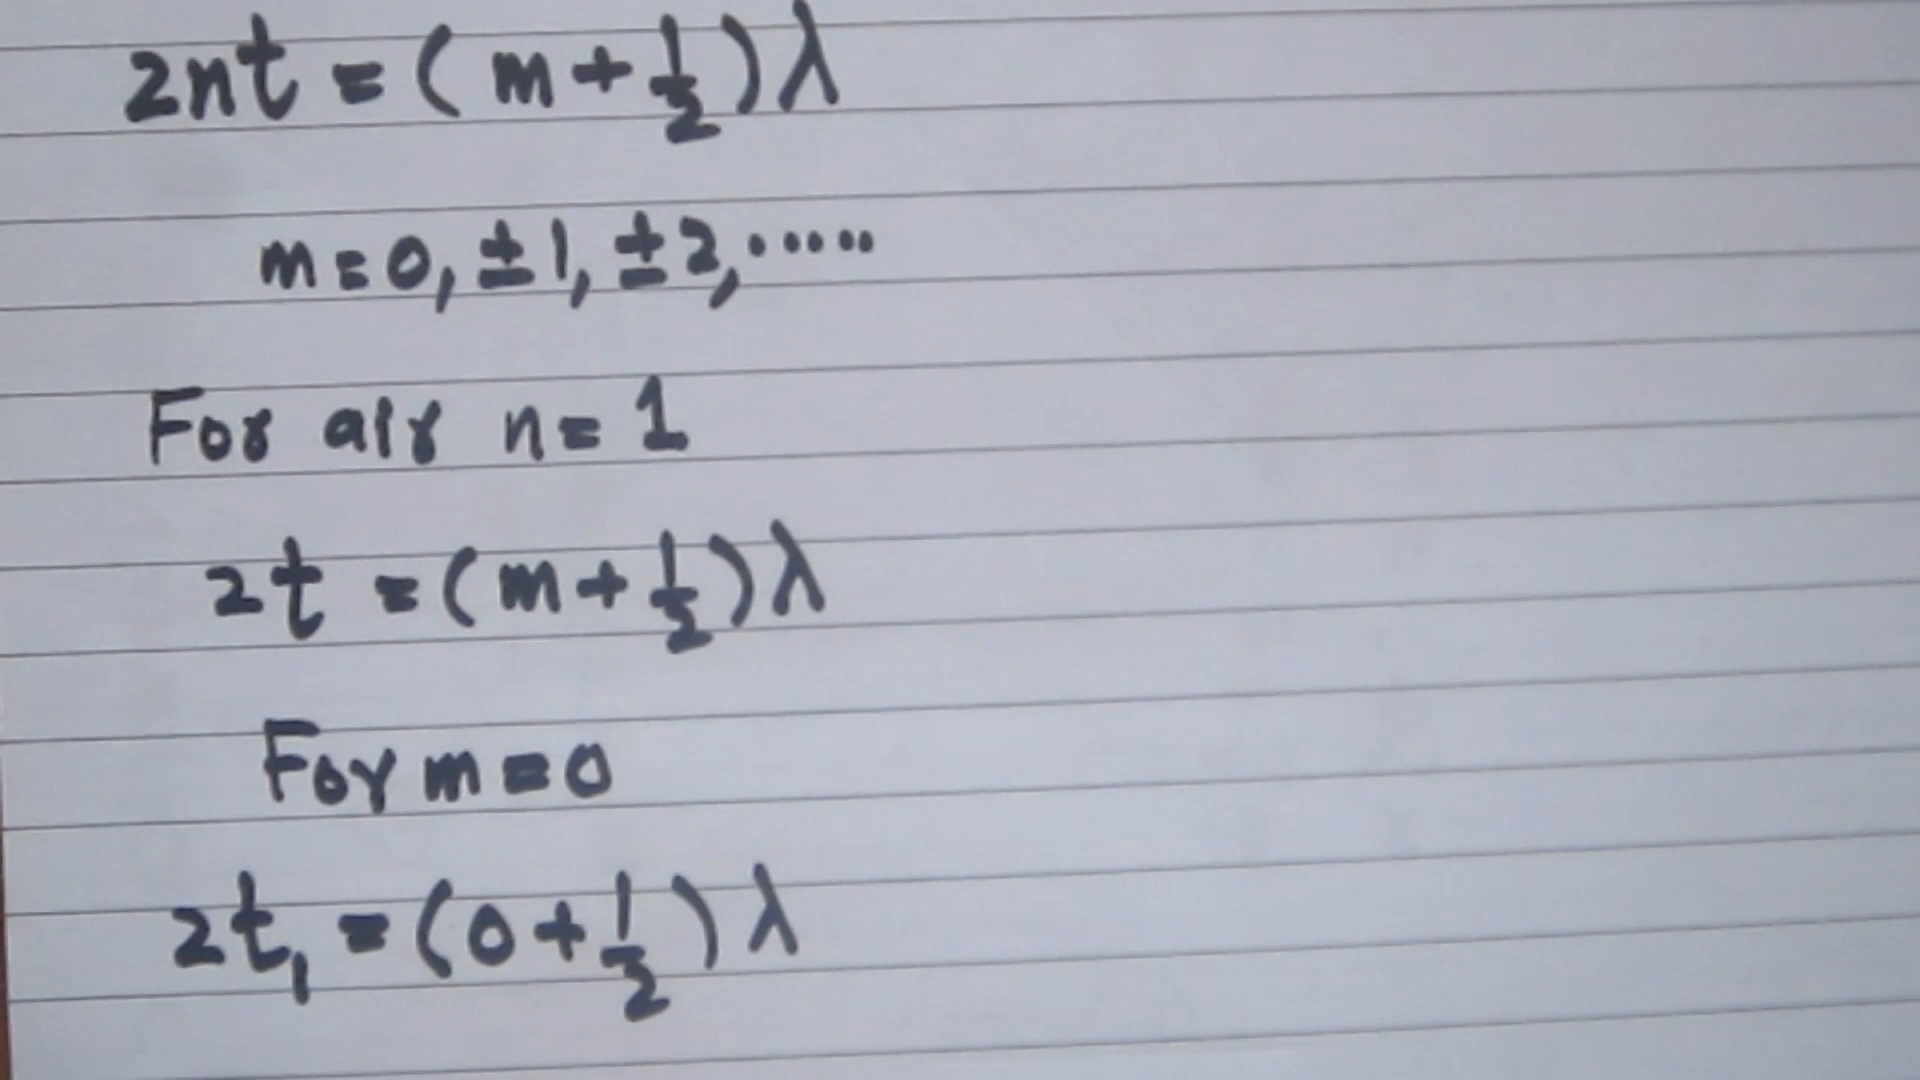 2nt = (m + 1/2)λ
m = 0, ±1, ±2, .....
For air n = 1
2t = (m + 1/2)λ
For m = 0
2t₁ = (0 + 1/2)λ